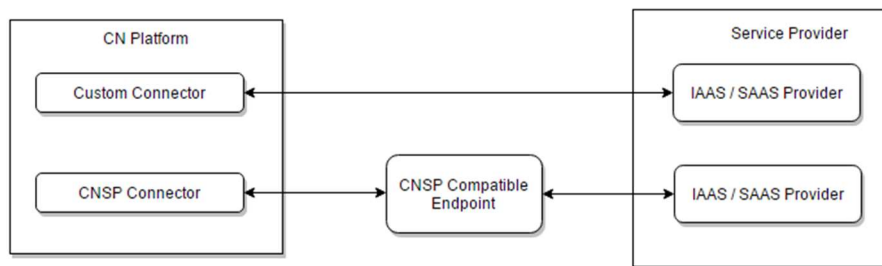 CN Platform
Service Provider
Custom Connector
IAAS / SAAS Provider
CNSP Connector
CNSP Compatible
Endpoint
IAAS / SAAS Provider